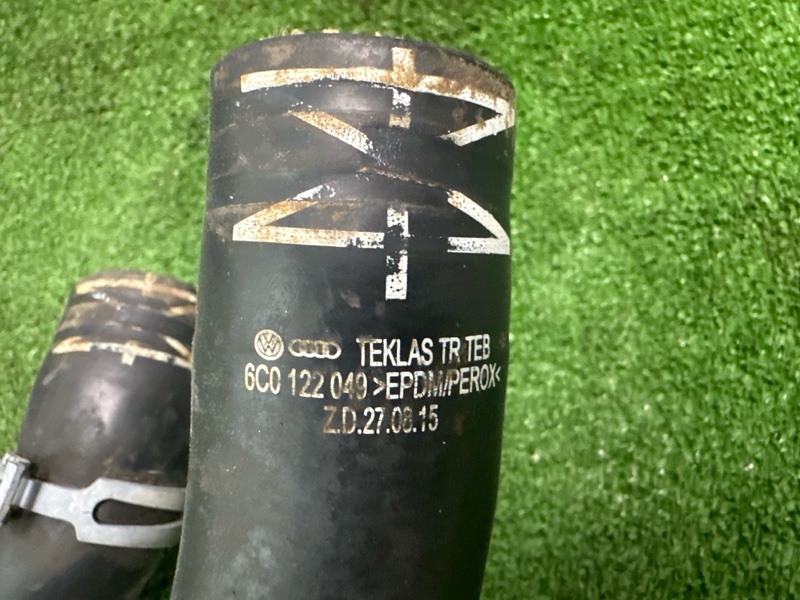 TEKLAS TR TEB
6C0 122 049 >EPDM/PEROX<
Z.D.27.08.15